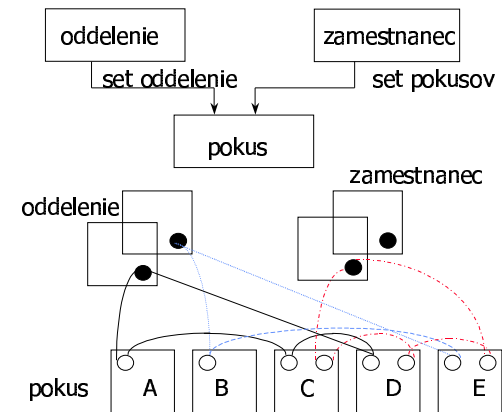 oddelenie
zamestnanec
set oddelenie
set pokusov
pokus
zamestnanec
oddelenie
pokus
A
B
C
D
E